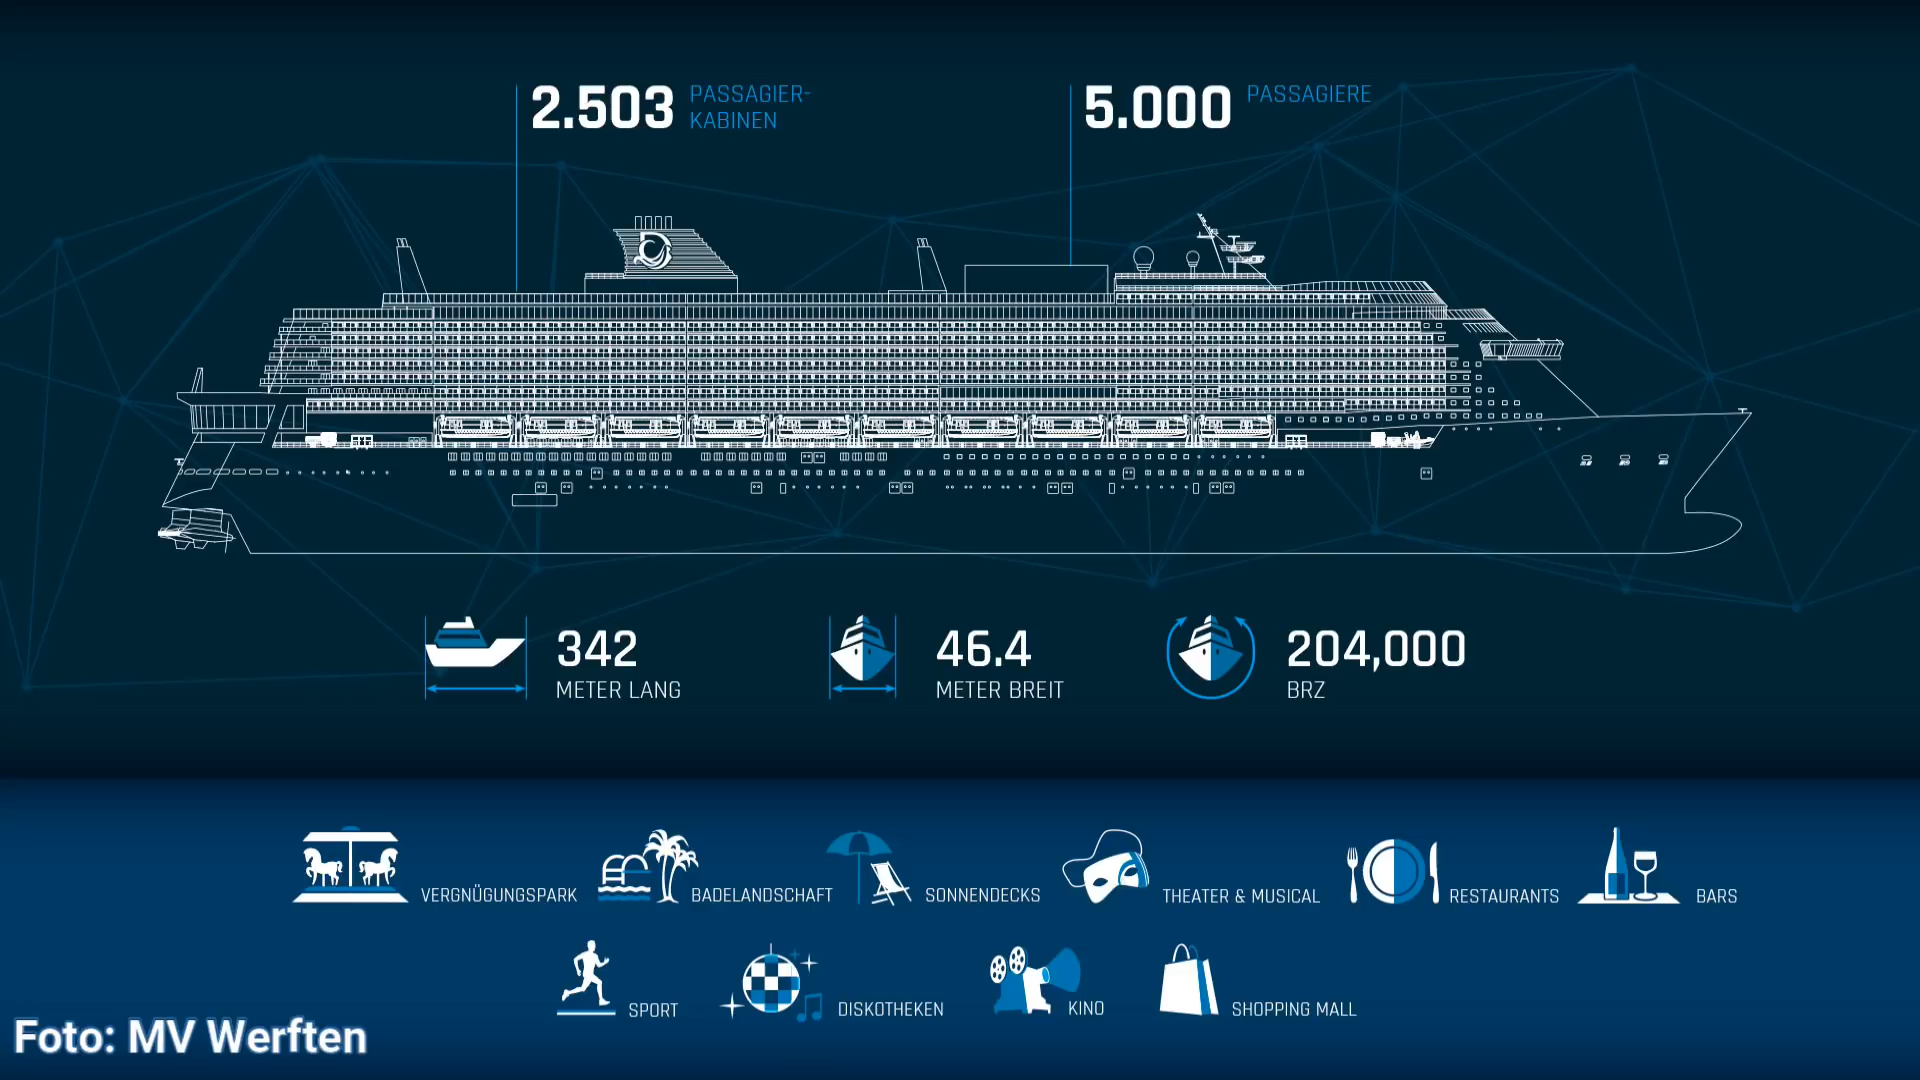 2.503 PASSAGIER-
KABINEN
5.000 PASSAGIERE
342
METER LANG
46.4
METER BREIT
204,000
BRZ
VERGNÜGUNGSPARK
BADELANDSCHAFT
SONNENDECKS
THEATER & MUSICAL
RESTAURANTS
BARS
SPORT
DISKOTHEKEN
KINO
SHOPPING MALL
Foto: MV Werften